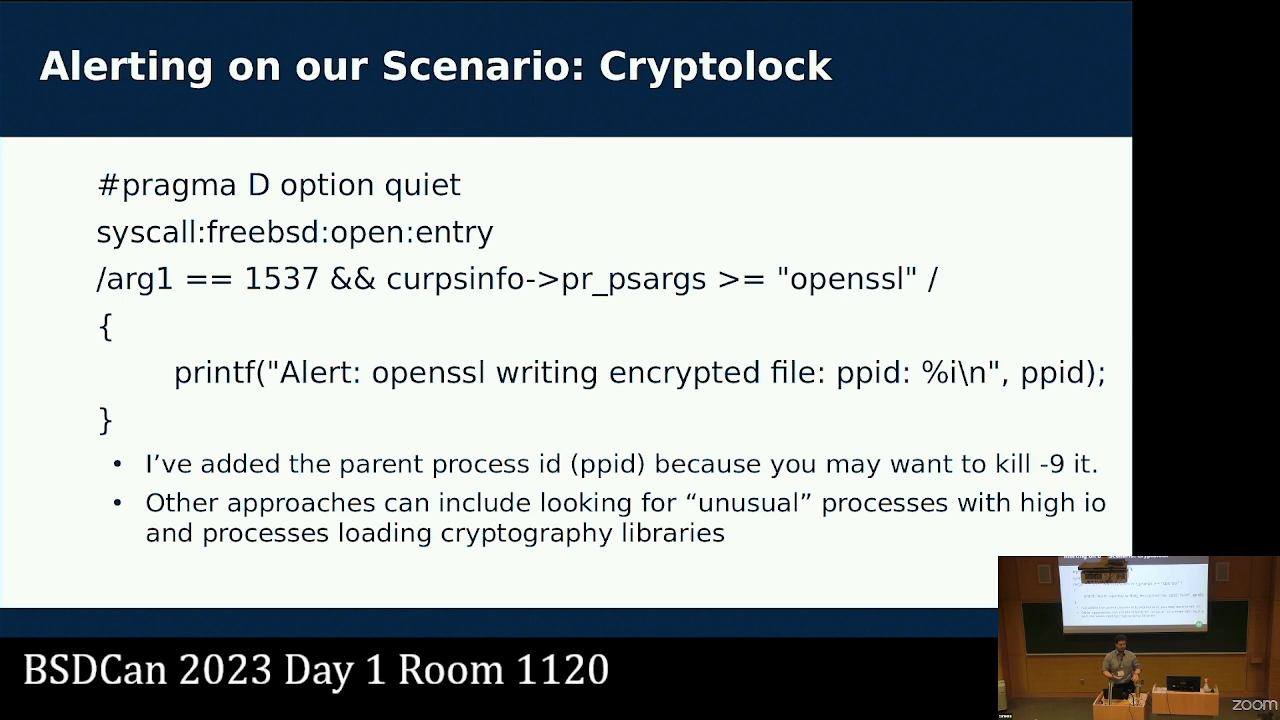 Alerting on our Scenario: Cryptolock
#pragma D option quiet
syscall:freebsd:open:entry
/arg1 == 1537 && curpsinfo->pr_psargs >= "openssl" /
{
printf("Alert: openssl writing encrypted file: ppid: %i\n", ppid);
}
• I’ve added the parent process id (ppid) because you may want to kill -9 it.
• Other approaches can include looking for “unusual” processes with high io
and processes loading cryptography libraries
BSDCan 2023 Day 1 Room 1120
zoom